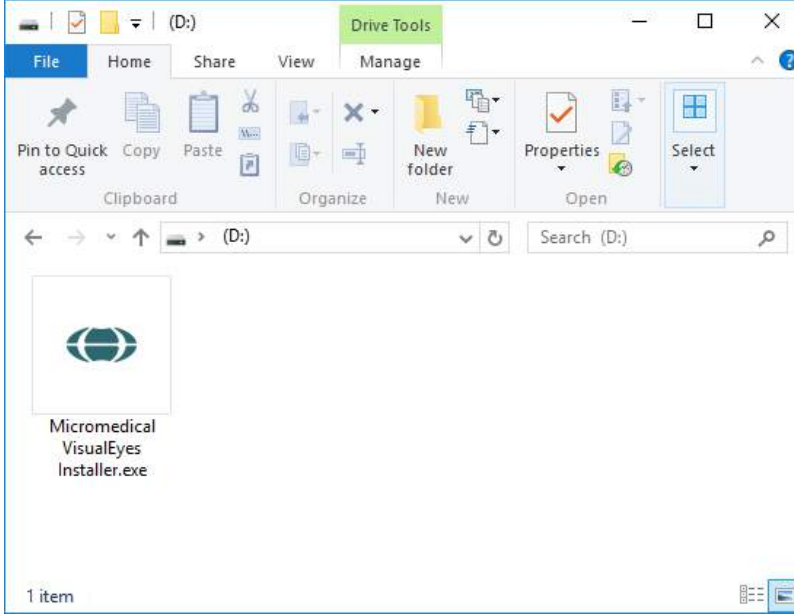 (D:)
Drive Tools
File
Home
Share
View
Manage
Pin to Quick
access
Copy
Paste
New
folder
Properties
Select
Clipboard
Organize
New
Open
(D:)
Search (D:)
Micromedical
VisualEyes
Installer.exe
1 item